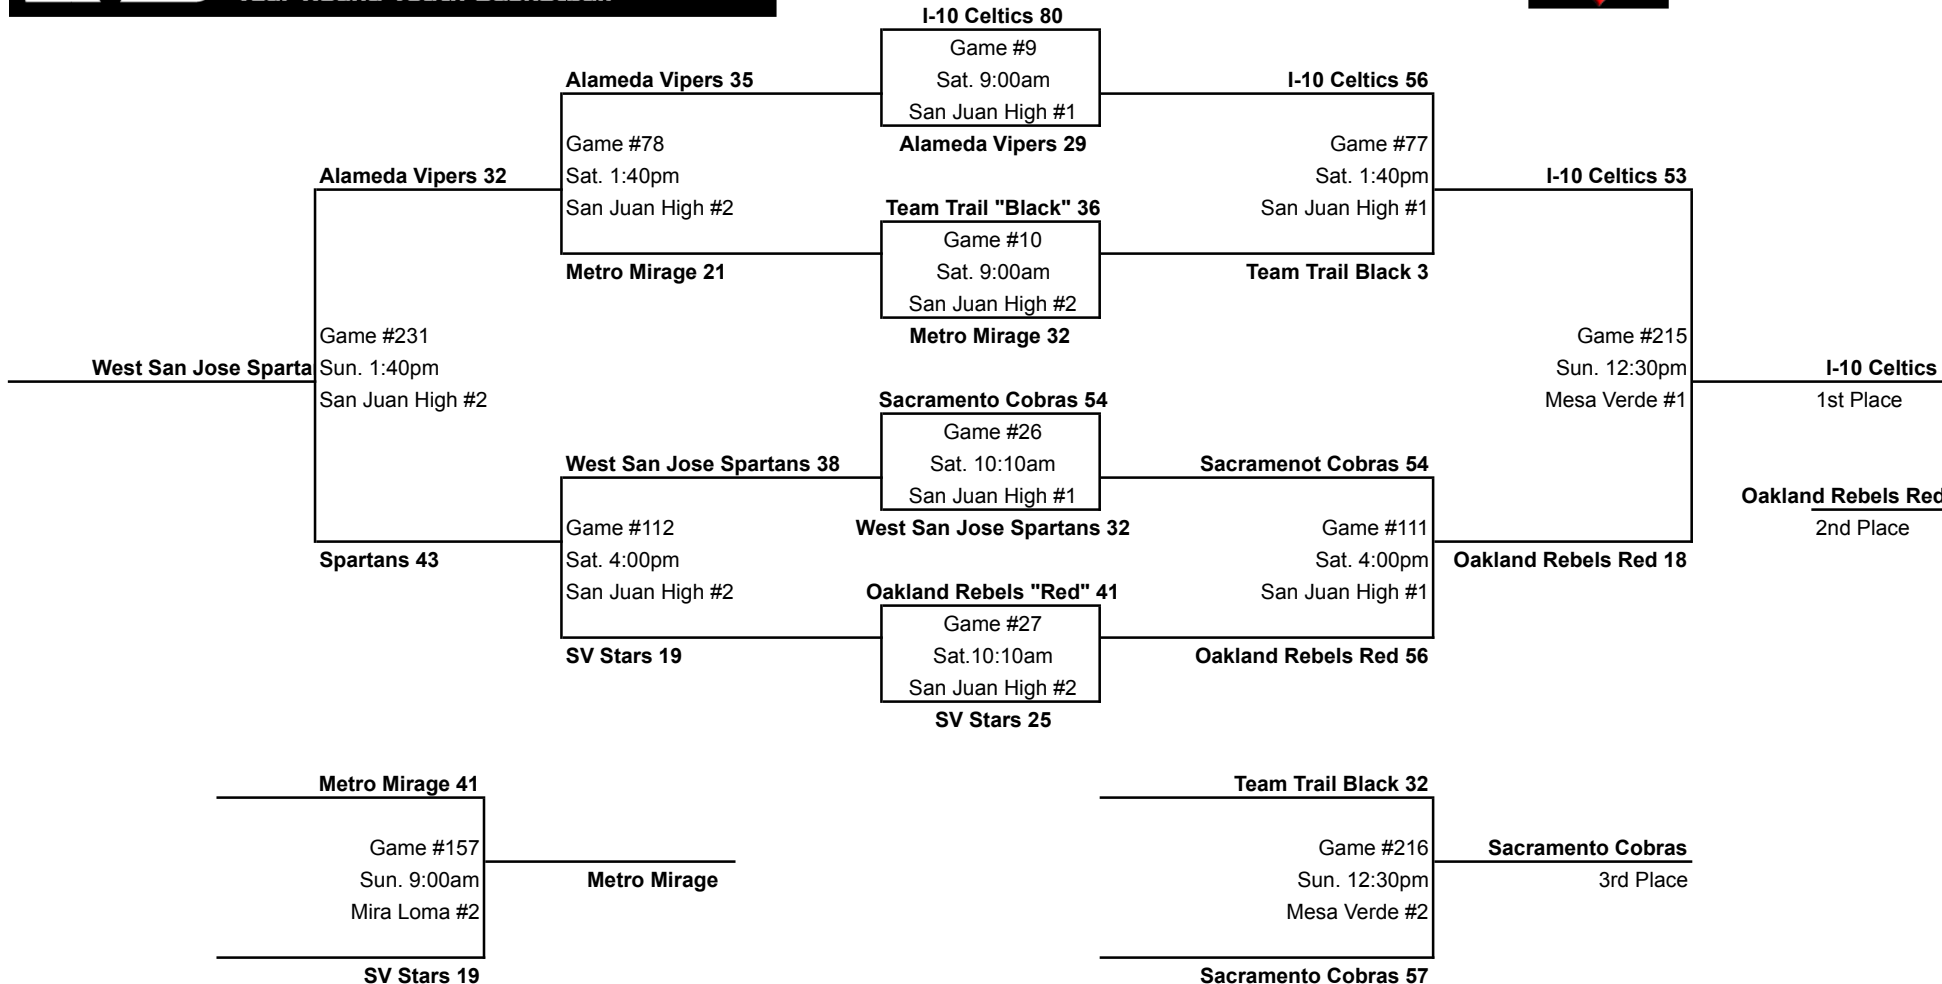 Year Round Youth Basketball
I-10 Celtics 80
Game #9
Sat. 9:00am
San Juan High #1
Alameda Vipers 29
Alameda Vipers 35
Game #78
Sat. 1:40pm
San Juan High #2
Metro Mirage 21
I-10 Celtics 56
Game #77
Sat. 1:40pm
San Juan High #1
Team Trail Black 3
Team Trail "Black" 36
Game #10
Sat. 9:00am
San Juan High #2
Metro Mirage 32
Alameda Vipers 32
Game #231
Sun. 1:40pm
San Juan High #2
Spartans 43
West San Jose Sparta
I-10 Celtics 53
Game #215
Sun. 12:30pm
Mesa Verde #1
Oakland Rebels Red 18
I-10 Celtics
1st Place
Oakland Rebels Red
2nd Place
Sacramento Cobras 54
Game #26
Sat. 10:10am
San Juan High #1
West San Jose Spartans 32
West San Jose Spartans 38
Game #112
Sat. 4:00pm
San Juan High #2
SV Stars 19
Sacramenot Cobras 54
Game #111
Sat. 4:00pm
San Juan High #1
Oakland Rebels Red 56
Oakland Rebels "Red" 41
Game #27
Sat.10:10am
San Juan High #2
SV Stars 25
Metro Mirage 41
Game #157
Sun. 9:00am
Mira Loma #2
SV Stars 19
Metro Mirage
Team Trail Black 32
Game #216
Sun. 12:30pm
Mesa Verde #2
Sacramento Cobras 57
Sacramento Cobras
3rd Place